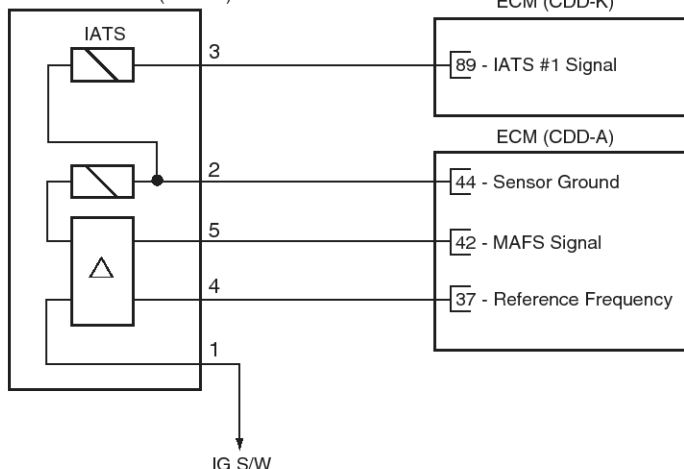 ECM (CDD-K)
IATS
3
89 - IATS #1 Signal
ECM (CDD-A)
2
44 - Sensor Ground
5
42 - MAFS Signal
4
37 - Reference Frequency
1
IG S/W